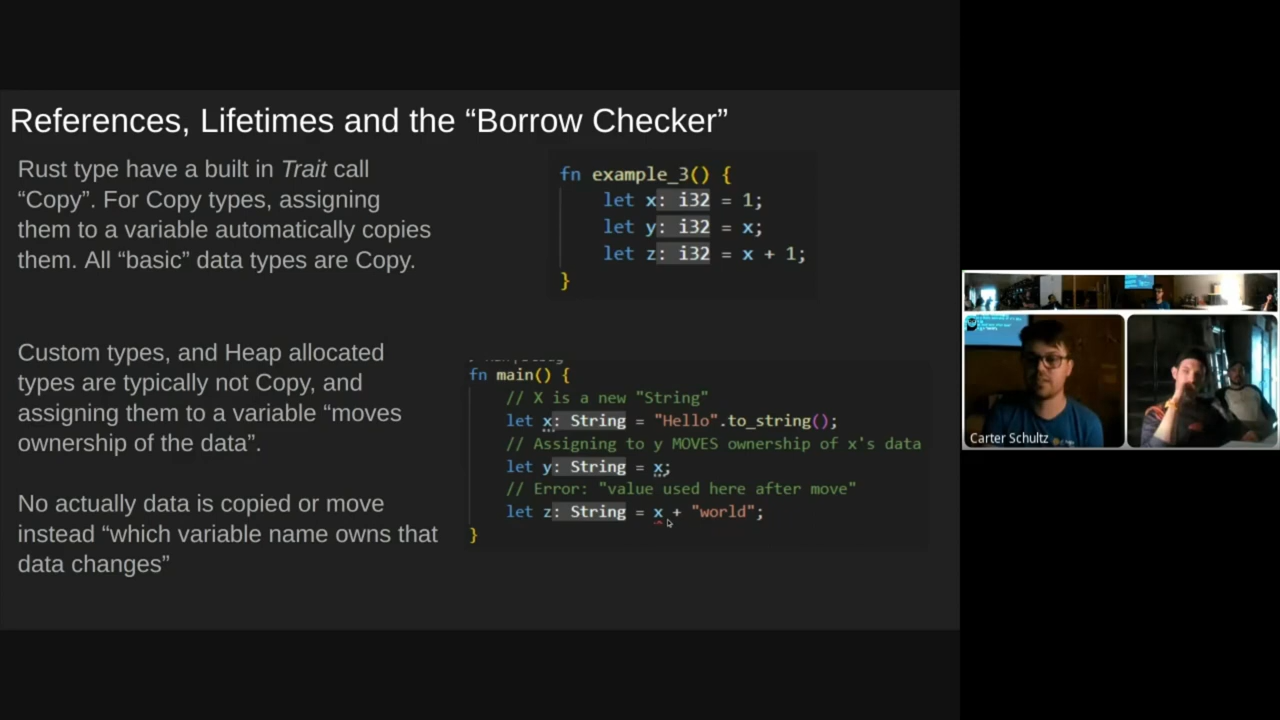 References, Lifetimes and the “Borrow Checker”
Rust type have a built in Trait call
“Copy”. For Copy types, assigning
them to a variable automatically copies
them. All “basic” data types are Copy.
Custom types, and Heap allocated
types are typically not Copy, and
assigning them to a variable “moves
ownership of the data”.
No actually data is copied or move
instead “which variable name owns that
data changes”
fn example_3() {
let x: i32 = 1;
let y: i32 = x;
let z: i32 = x + 1;
}
fn main() {
// X is a new "String"
let x: String = "Hello".to_string();
// Assigning to y MOVES ownership of x's data
let y: String = x;
// Error: "value used here after move"
let z: String = x + "world";
}
Carter Schultz